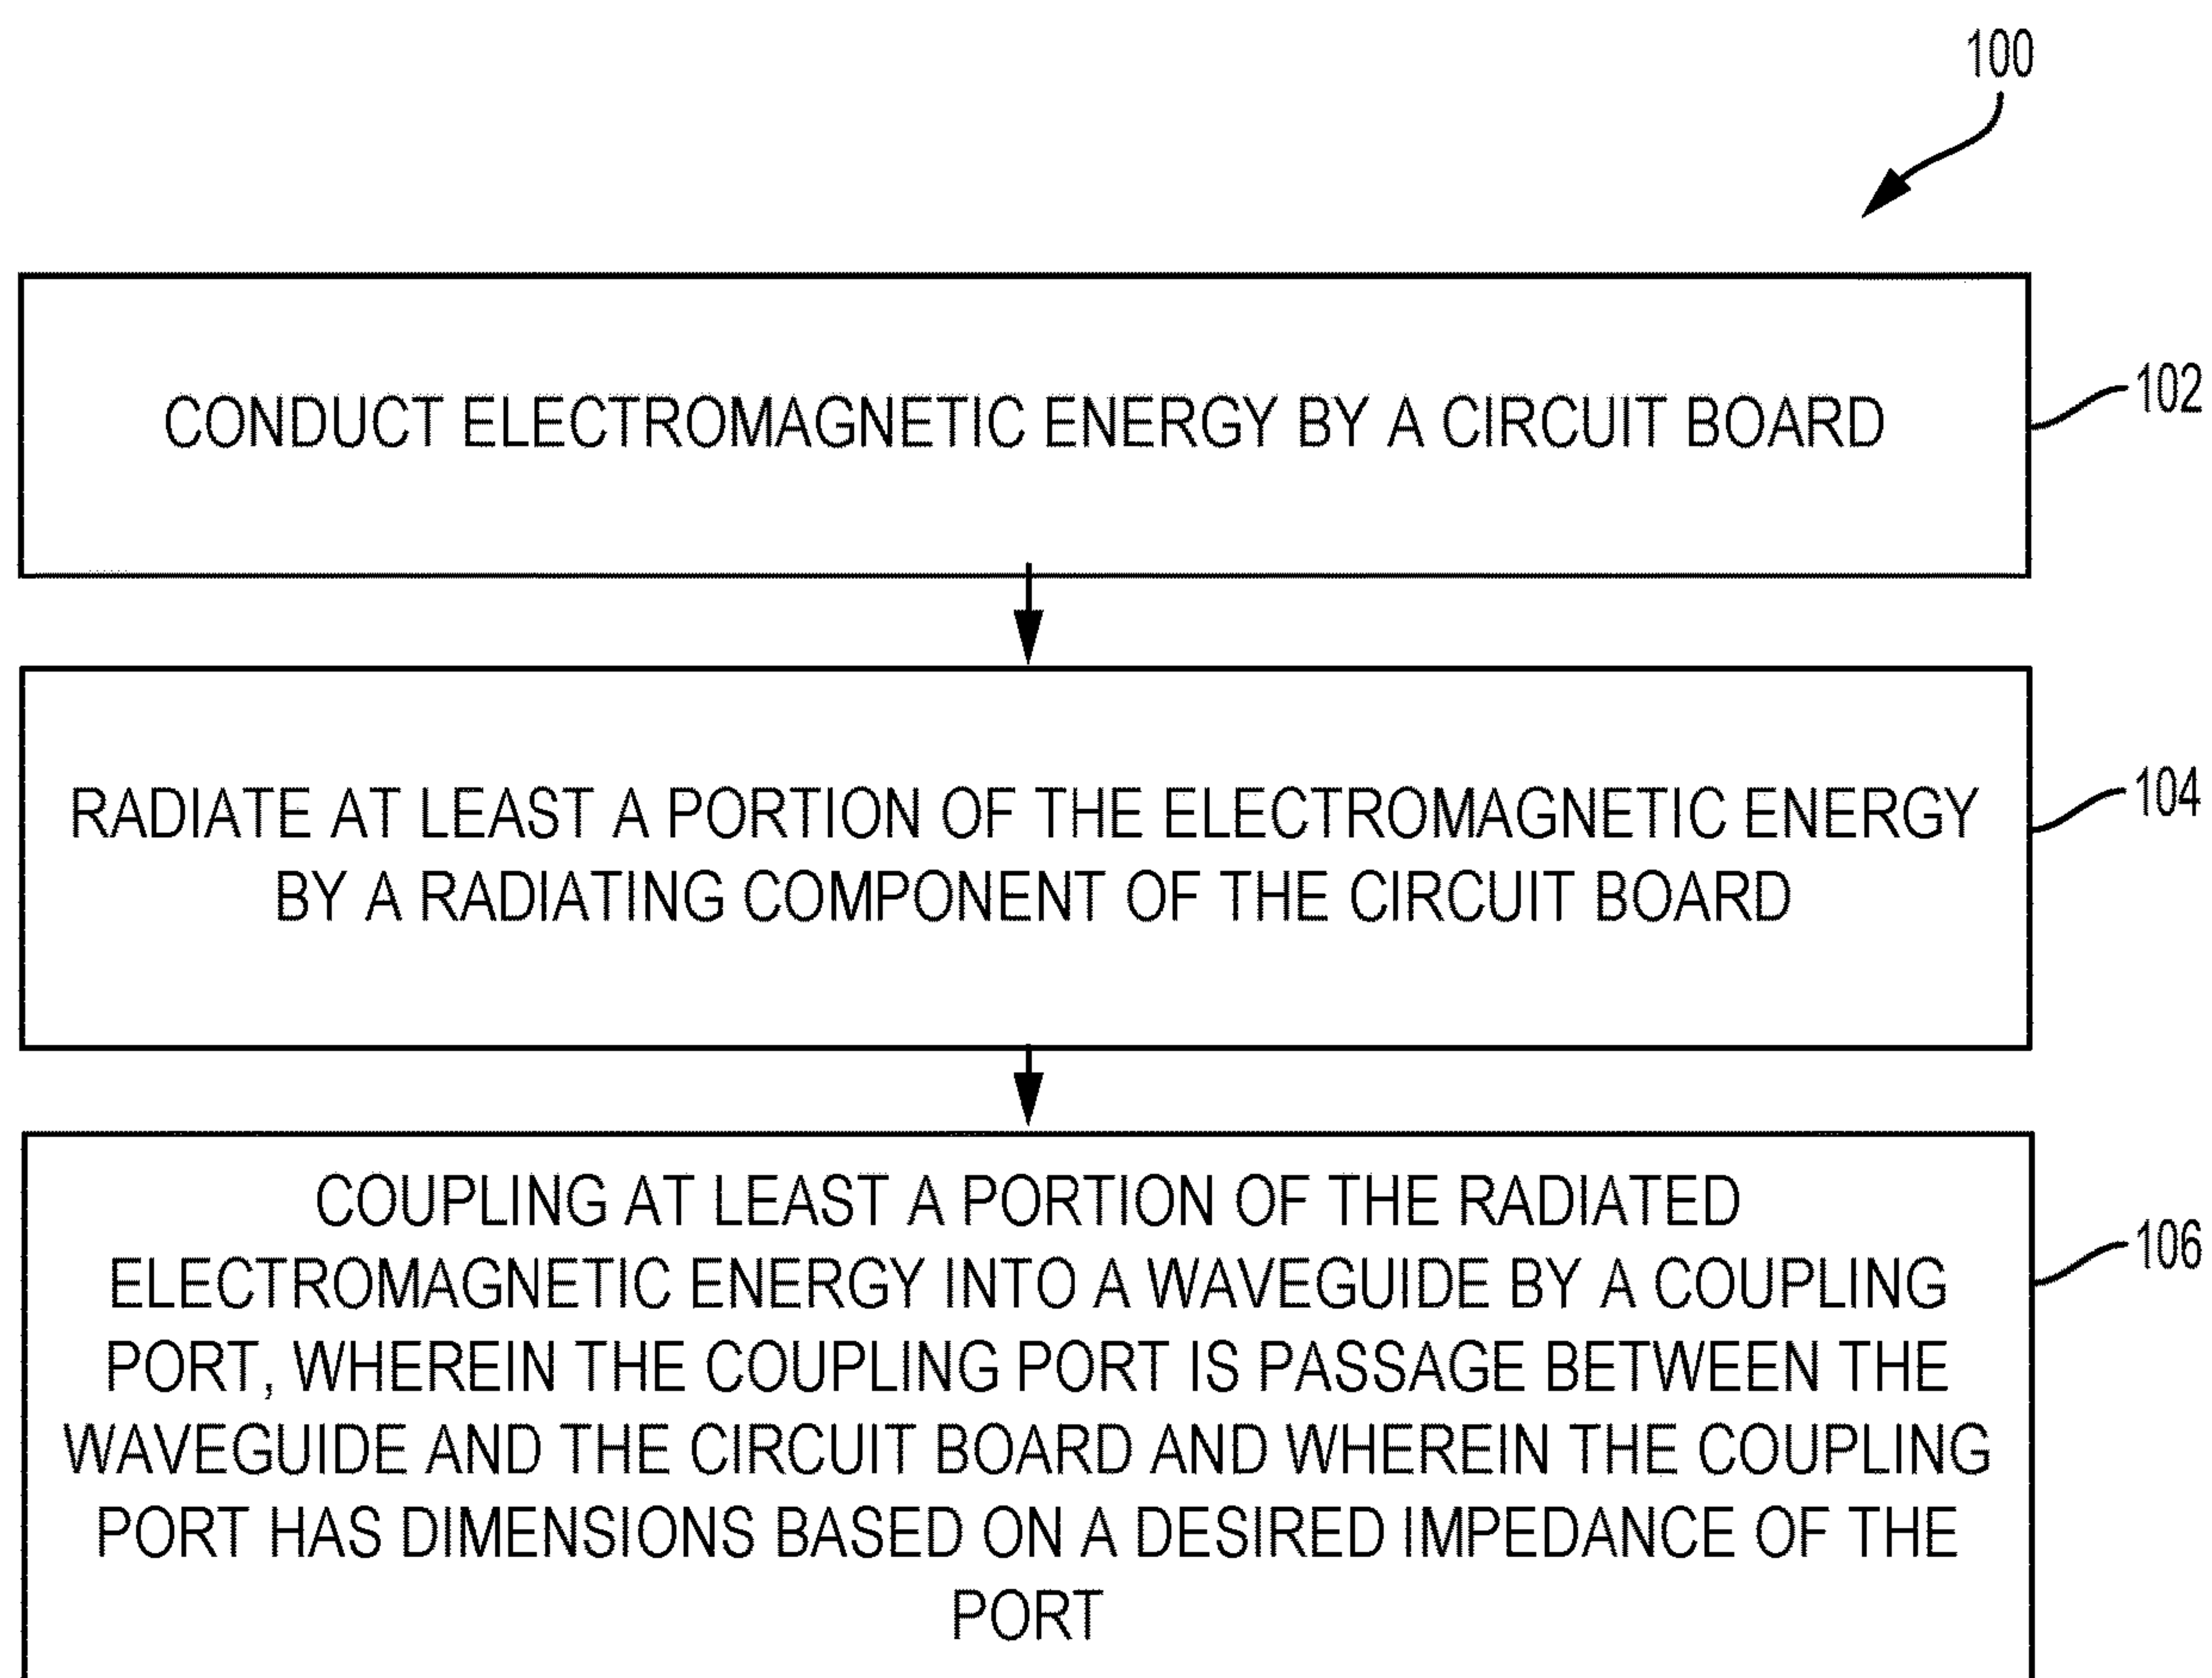 100
CONDUCT ELECTROMAGNETIC ENERGY BY A CIRCUIT BOARD
102
RADIATE AT LEAST A PORTION OF THE ELECTROMAGNETIC ENERGY
BY A RADIATING COMPONENT OF THE CIRCUIT BOARD
104
COUPLING AT LEAST A PORTION OF THE RADIATED
ELECTROMAGNETIC ENERGY INTO A WAVEGUIDE BY A COUPLING
PORT, WHEREIN THE COUPLING PORT IS PASSAGE BETWEEN THE
WAVEGUIDE AND THE CIRCUIT BOARD AND WHEREIN THE COUPLING
PORT HAS DIMENSIONS BASED ON A DESIRED IMPEDANCE OF THE
PORT
106